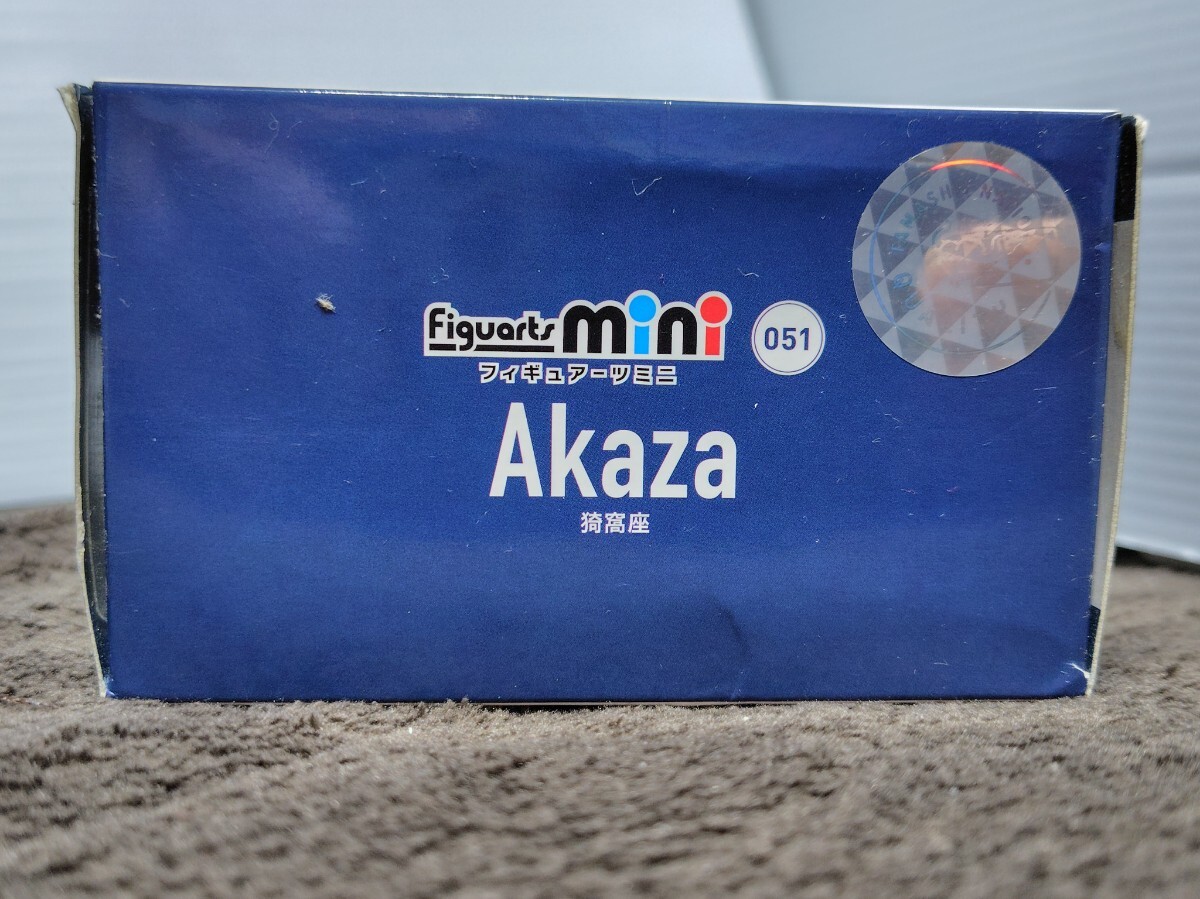 Figuarts mini 051
フィギュアーツミニ
Akaza
猗窩座